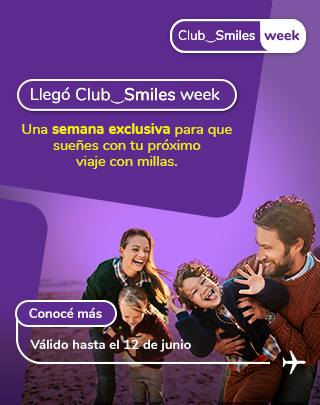 Club‿Smiles week
Llegó Club‿Smiles week
Una semana exclusiva para que
sueñes con tu próximo
viaje con millas.
Conocé más
Válido hasta el 12 de junio